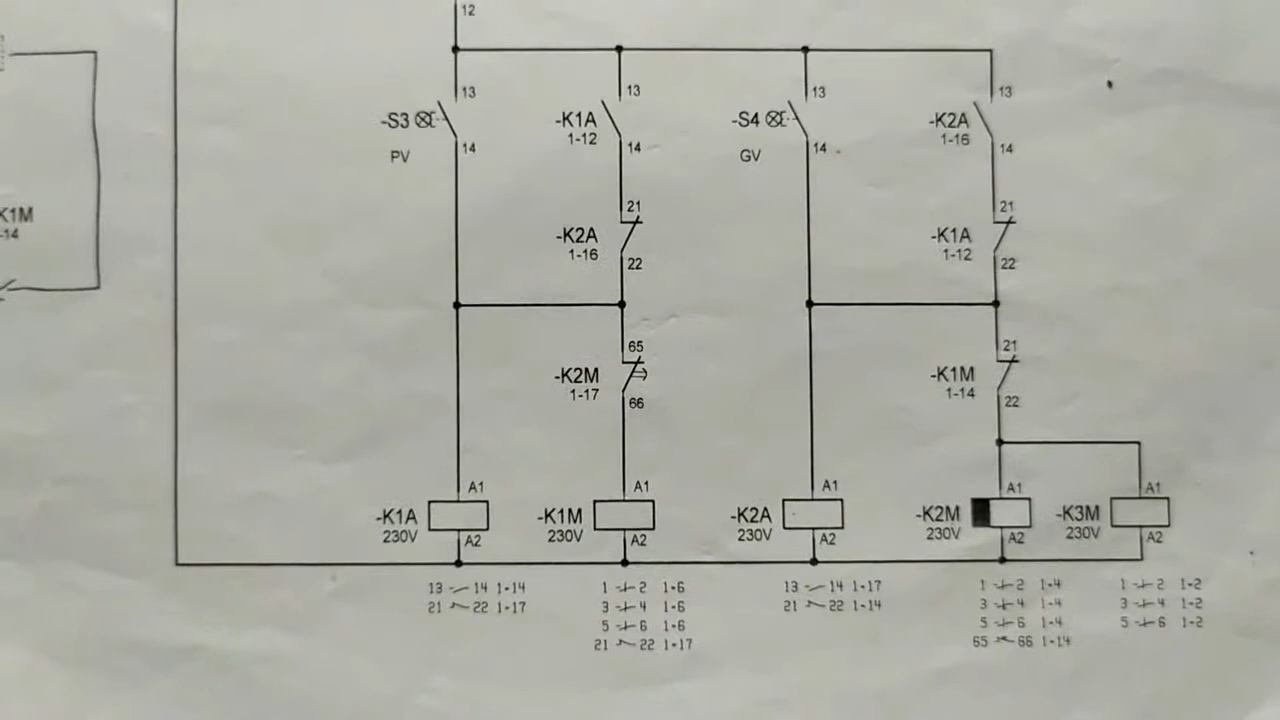 12
13
13
13
13
-S3
-K1A
1-12
-S4
-K2A
1-16
14
14
14
14
PV
GV
21
21
K1M
-14
-K2A
1-16
-K1A
1-12
22
22
65
21
-K2M
1-17
-K1M
1-14
66
22
A1
A1
A1
A1
A1
-K1A
230V
-K1M
230V
-K2A
230V
-K2M
230V
-K3M
230V
A2
A2
A2
A2
A2
13 14 1-14
21 22 1-17
1 2 1-6
3 4 1-6
5 6 1-6
21 22 1-17
13 14 1-17
21 22 1-14
1 2 1-4
3 4 1-4
5 6 1-4
65 66 1-14
1 2 1-2
3 4 1-2
5 6 1-2